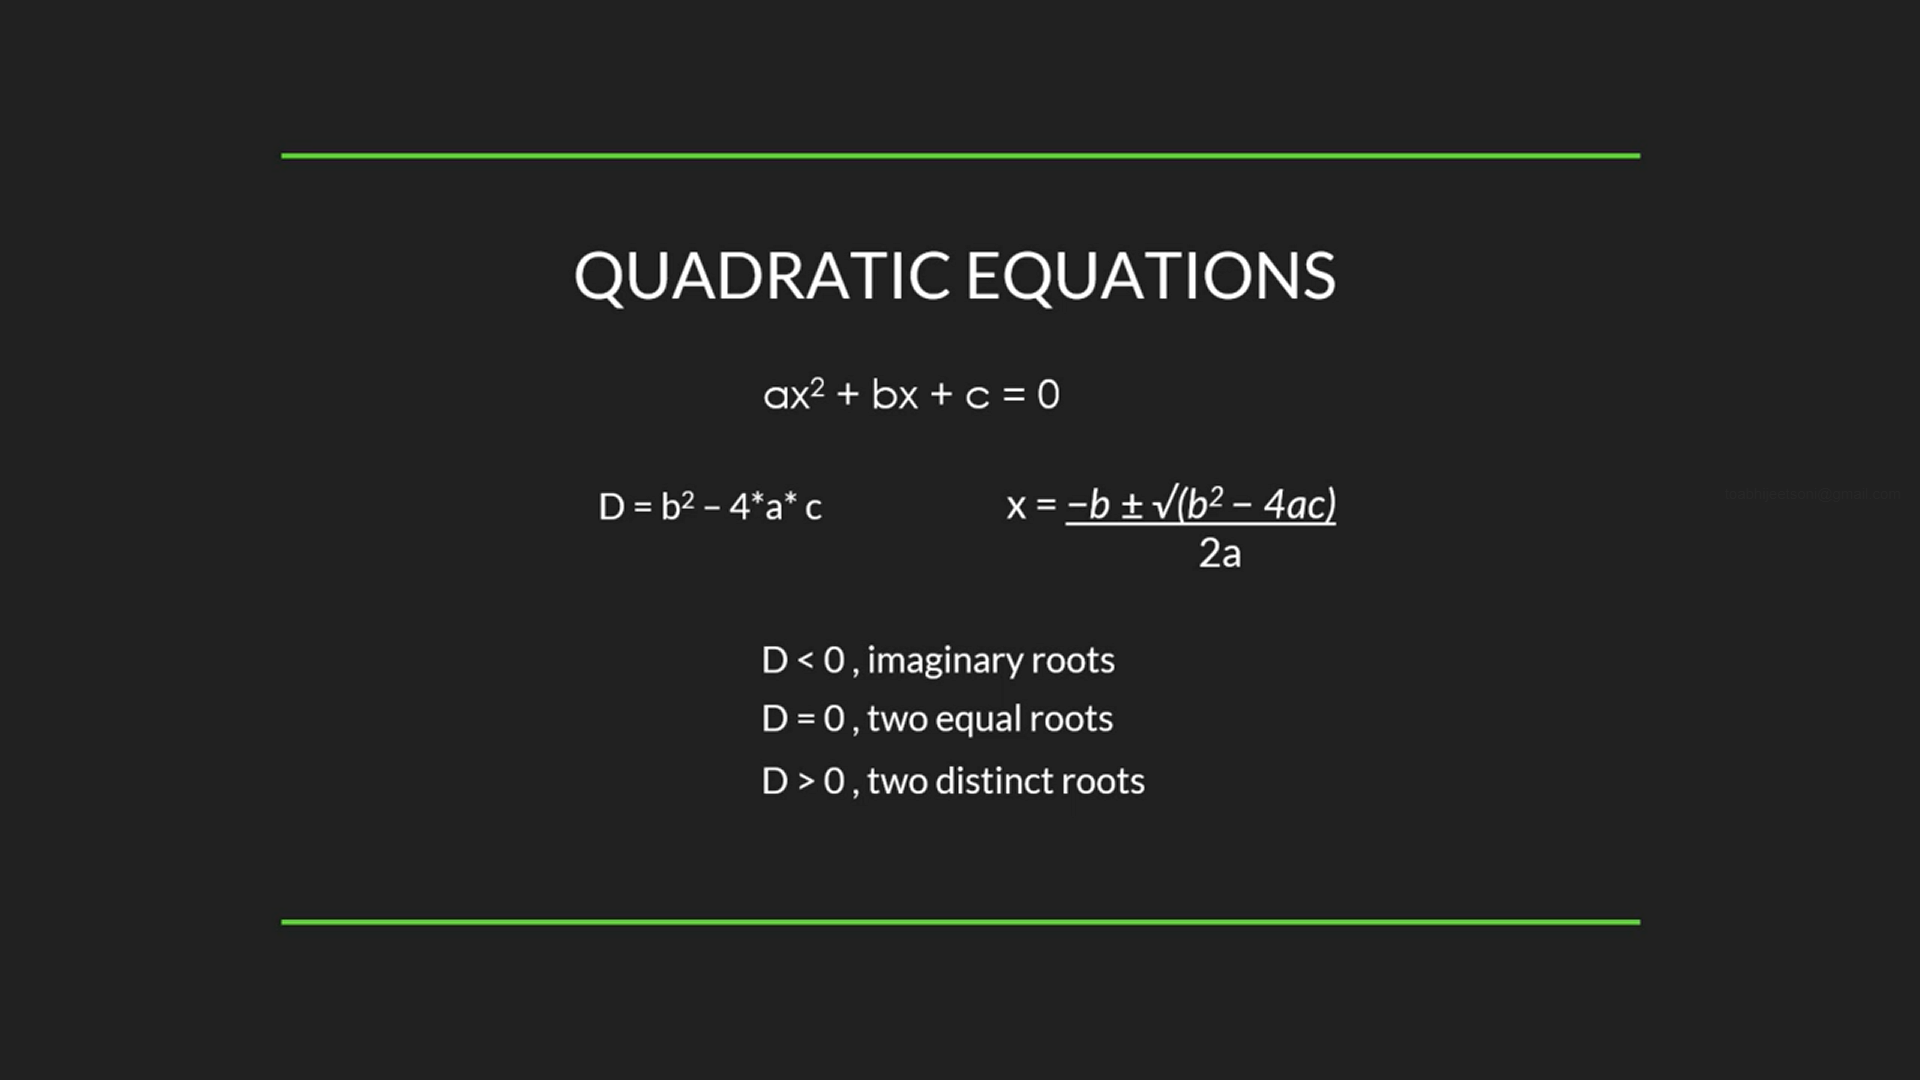 QUADRATIC EQUATIONS
ax² + bx + c = 0
D = b² – 4*a* c
x = −b ± √(b² − 4ac)
2a
D < 0 , imaginary roots
D = 0 , two equal roots
D > 0 , two distinct roots